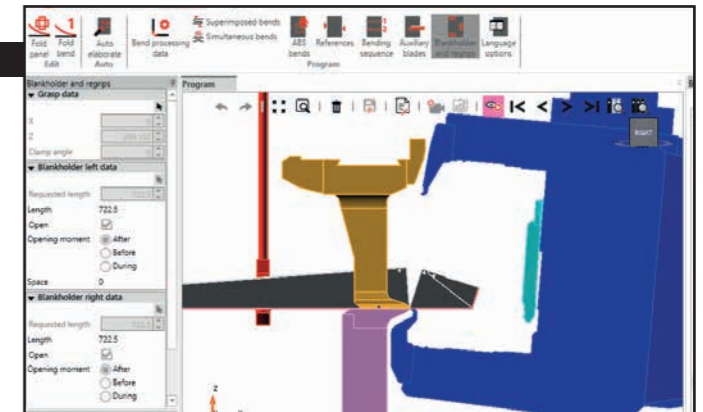 Superimposed bends
Simultaneous bends
Fold panel
Fold bend
Auto elaborate
Bend processing data
ABS bends
References
Bending sequence
Auxiliary blades
Blankholder and regrips
Language options
Edit
Auto
Program
Blankholder and regrips
Program
Grasp data
X
Z
Clamp angle
RIGHT
Blankholder left data
Requested length
Length 722.5
Open
Opening moment After
Before
During
Space 0
Blankholder right data
Requested length
Length 722.5
Open
Opening moment After
Before
During
z